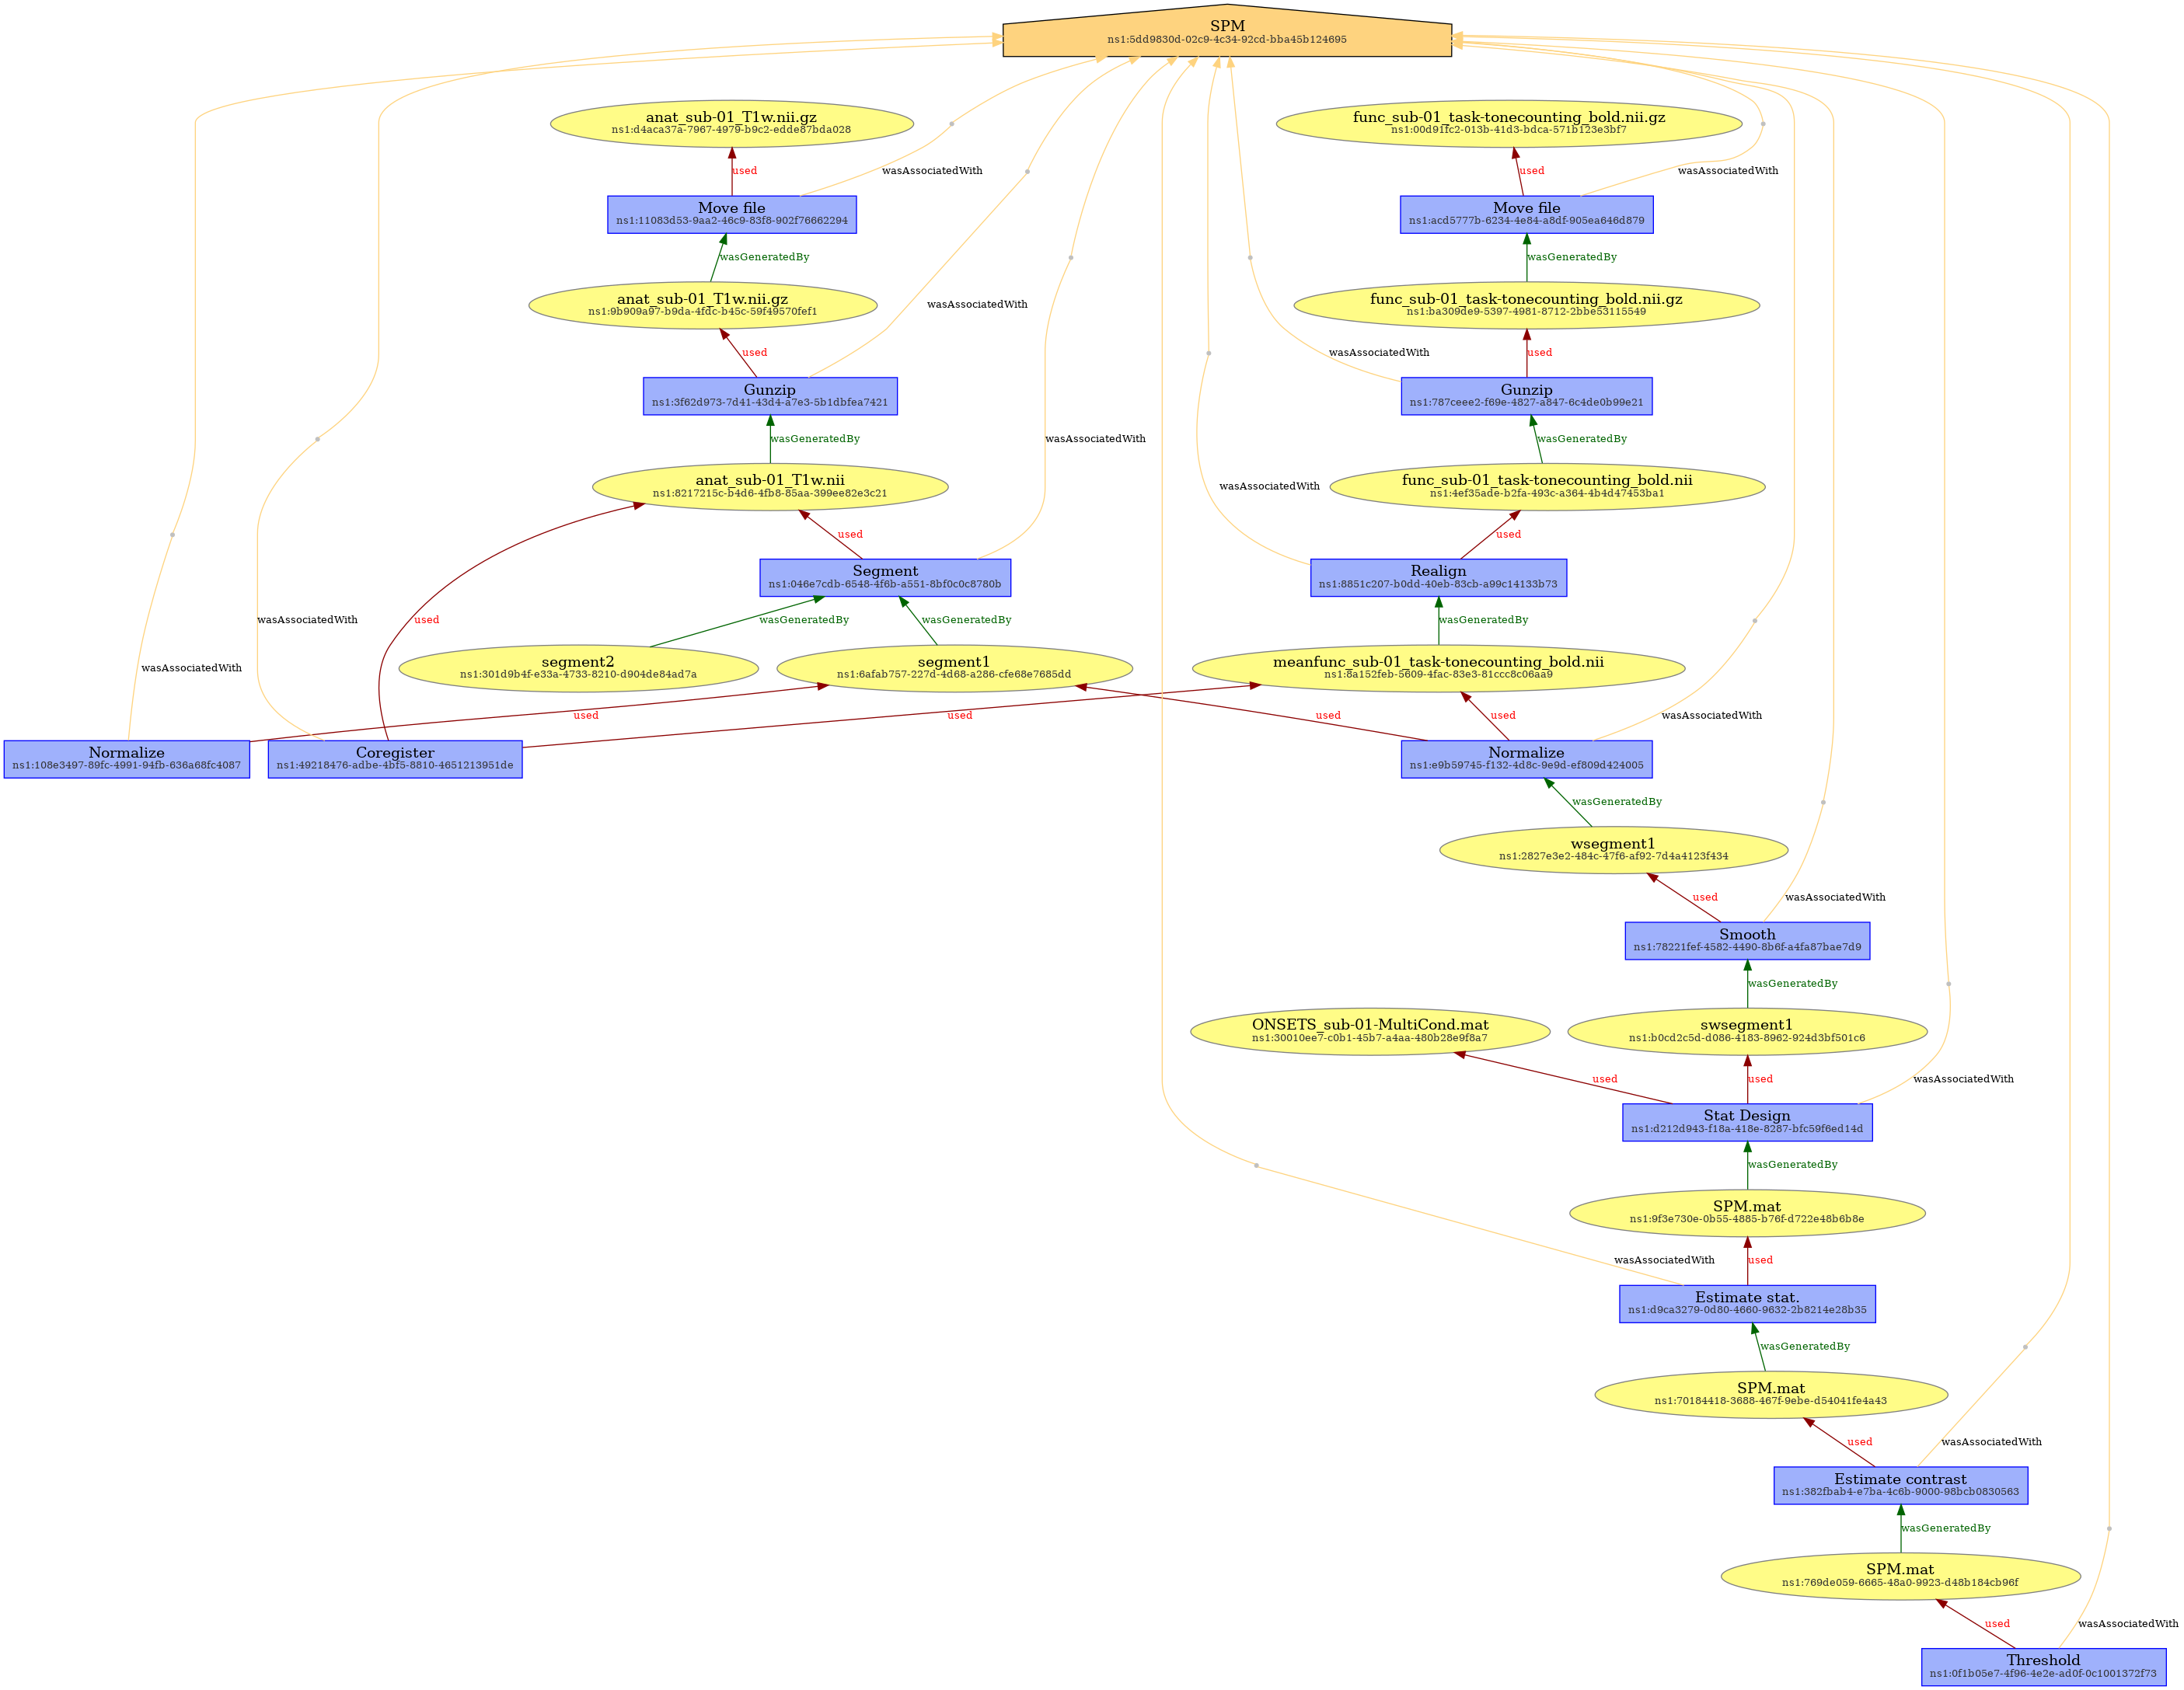 SPM
ns1:5dd9830d-02c9-4c34-92cd-bba45b124695
anat_sub-01_T1w.nii.gz
ns1:d4aca37a-7967-4979-b9c2-edde87bda028
func_sub-01_task-tonecounting_bold.nii.gz
ns1:00d91fc2-013b-41d3-bdca-571b123e3bf7
used
wasAssociatedWith
used
wasAssociatedWith
Move file
ns1:11083d53-9aa2-46c9-83f8-902f76662294
Move file
ns1:acd5777b-6234-4e84-a8df-905ea646d879
wasGeneratedBy
wasGeneratedBy
anat_sub-01_T1w.nii.gz
ns1:9b909a97-b9da-4fdc-b45c-59f49570fef1
wasAssociatedWith
func_sub-01_task-tonecounting_bold.nii.gz
ns1:ba309de9-5397-4981-8712-2bbe53115549
used
wasAssociatedWith
used
Gunzip
ns1:3f62d973-7d41-43d4-a7e3-5b1dbfea7421
Gunzip
ns1:787ceee2-f69e-4827-a847-6c4de0b99e21
wasGeneratedBy
wasAssociatedWith
wasGeneratedBy
anat_sub-01_T1w.nii
ns1:8217215c-b4d6-4fb8-85aa-399ee82e3c21
wasAssociatedWith
func_sub-01_task-tonecounting_bold.nii
ns1:4ef35ade-b2fa-493c-a364-4b4d47453ba1
used
used
Segment
ns1:046e7cdb-6548-4f6b-a551-8bf0c0c8780b
Realign
ns1:8851c207-b0dd-40eb-83cb-a99c14133b73
wasAssociatedWith
used
wasGeneratedBy
wasGeneratedBy
wasGeneratedBy
wasAssociatedWith
segment2
ns1:301d9b4f-e33a-4733-8210-d904de84ad7a
segment1
ns1:6afab757-227d-4d68-a286-cfe68e7685dd
meanfunc_sub-01_task-tonecounting_bold.nii
ns1:8a152feb-5609-4fac-83e3-81ccc8c06aa9
used
used
used
used
wasAssociatedWith
Normalize
ns1:108e3497-89fc-4991-94fb-636a68fc4087
Coregister
ns1:49218476-adbe-4bf5-8810-4651213951de
Normalize
ns1:e9b59745-f132-4d8c-9e9d-ef809d424005
wasGeneratedBy
wsegment1
ns1:2827e3e2-484c-47f6-af92-7d4a4123f434
used
wasAssociatedWith
Smooth
ns1:78221fef-4582-4490-8b6f-a4fa87bae7d9
wasGeneratedBy
ONSETS_sub-01-MultiCond.mat
ns1:30010ee7-c0b1-45b7-a4aa-480b28e9f8a7
swsegment1
ns1:b0cd2c5d-d086-4183-8962-924d3bf501c6
used
used
wasAssociatedWith
Stat Design
ns1:d212d943-f18a-418e-8287-bfc59f6ed14d
wasGeneratedBy
SPM.mat
ns1:9f3e730e-0b55-4885-b76f-d722e48b6b8e
wasAssociatedWith
used
Estimate stat.
ns1:d9ca3279-0d80-4660-9632-2b8214e28b35
wasGeneratedBy
SPM.mat
ns1:70184418-3688-467f-9ebe-d54041fe4a43
used
wasAssociatedWith
Estimate contrast
ns1:382fbab4-e7ba-4c6b-9000-98bcb0830563
wasGeneratedBy
SPM.mat
ns1:769de059-6665-48a0-9923-d48b184cb96f
used
wasAssociatedWith
Threshold
ns1:0f1b05e7-4f96-4e2e-ad0f-0c1001372f73